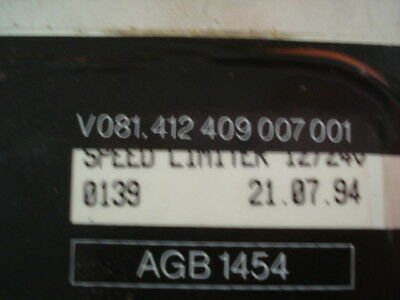 V081.412 409 007 001
SPEED LIMITER 12/24V
0139 21.07.94
AGB 1454